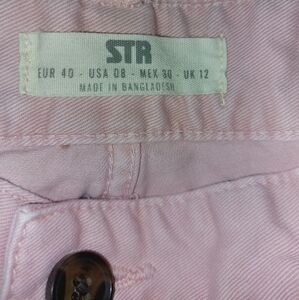 STR
EUR 40 - USA 08 - MEX 30 - UK 12
MADE IN BANGLADESH